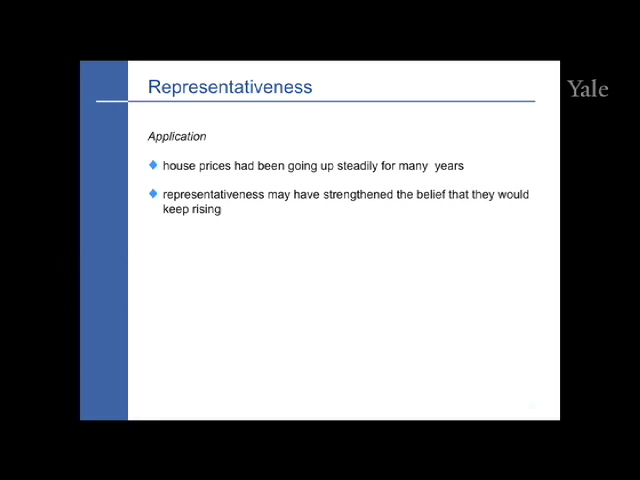 Representativeness
Yale
Application
house prices had been going up steadily for many years
representativeness may have strengthened the belief that they would
keep rising